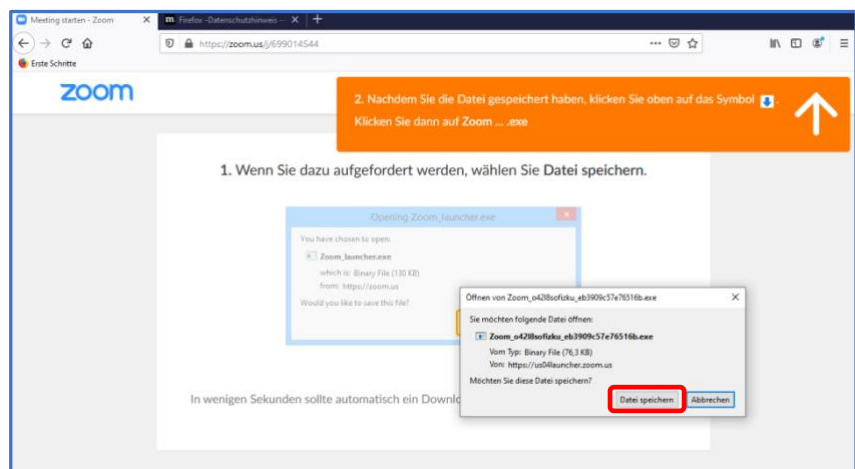 Meeting starten - Zoom
Firefox -Datenschutzhinweis —
https://zoom.us/j/699014544
Erste Schritte
zoom
2. Nachdem Sie die Datei gespeichert haben, klicken Sie oben auf das Symbol .
Klicken Sie dann auf Zoom ... .exe
1. Wenn Sie dazu aufgefordert werden, wählen Sie Datei speichern.
Opening Zoom_launcher.exe
You have chosen to open:
Zoom_launcher.exe
which is: Binary File (130 KB)
from: https://zoom.us
Would you like to save this file?
Öffnen von Zoom_o42l8sofizku_eb3909c57e76516b.exe
Sie möchten folgende Datei öffnen:
Zoom_o42l8sofizku_eb3909c57e76516b.exe
Vom Typ: Binary File (76,3 KB)
Von: https://us04launcher.zoom.us
Möchten Sie diese Datei speichern?
Datei speichern Abbrechen
In wenigen Sekunden sollte automatisch ein Downlo